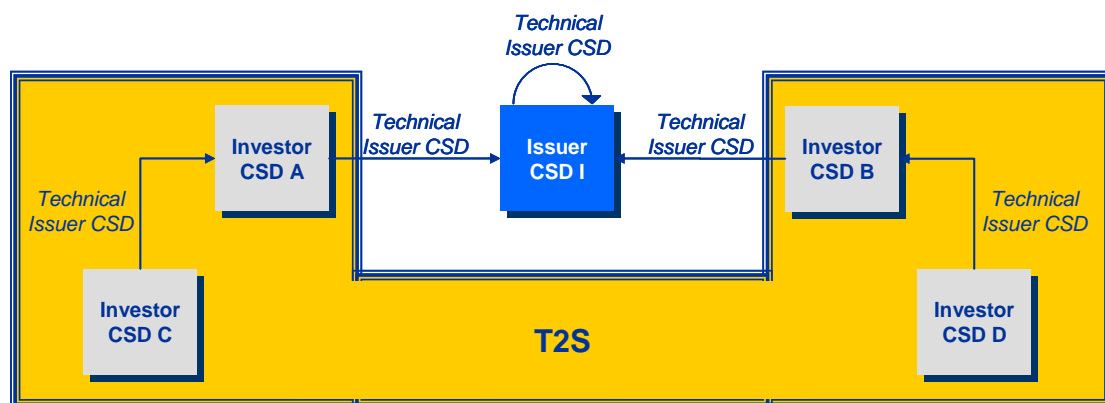 Technical
Issuer CSD
Investor
CSD A
Technical
Issuer CSD
Issuer
CSD I
Technical
Issuer CSD
Investor
CSD B
Technical
Issuer CSD
Technical
Issuer CSD
Investor
CSD C
T2S
Investor
CSD D